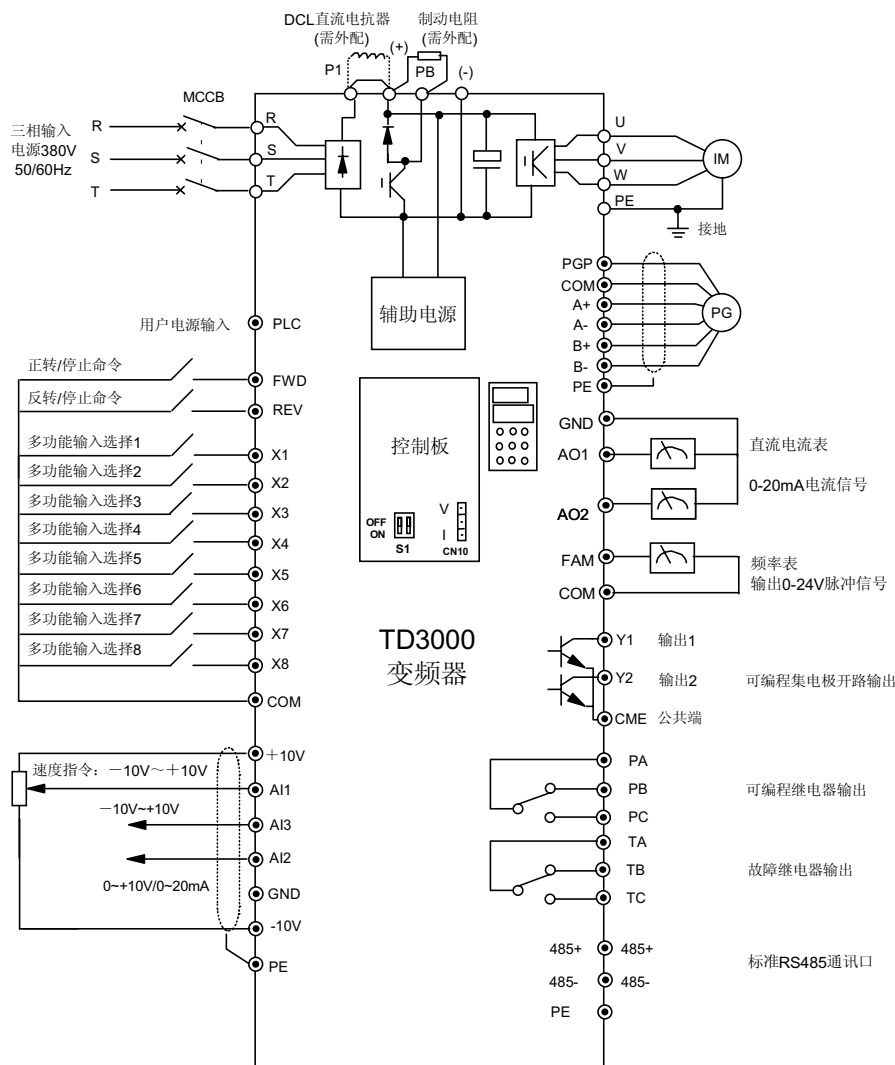 DCL直流电抗器
(需外配)
制动电阻
(需外配)
(+)
P1
PB
(-)
MCCB
三相输入
电源380V
50/60Hz
R
S
T
R
S
T
U
V
W
PE
IM
接地
辅助电源
PGP
COM
A+
A-
B+
B-
PE
PG
用户电源输入
PLC
正转/停止命令
FWD
反转/停止命令
REV
多功能输入选择1
X1
多功能输入选择2
X2
多功能输入选择3
X3
多功能输入选择4
X4
多功能输入选择5
X5
多功能输入选择6
X6
多功能输入选择7
X7
多功能输入选择8
X8
COM
控制板
OFF
ON
S1
V
I
CN10
GND
AO1
AO2
直流电流表
0-20mA电流信号
FAM
COM
频率表
输出0-24V脉冲信号
TD3000
变频器
Y1
输出1
Y2
输出2
可编程集电极开路输出
CME
公共端
+10V
速度指令：-10V～+10V
AI1
-10V~+10V
AI3
AI2
0~+10V/0~20mA
GND
-10V
PE
PA
PB
可编程继电器输出
PC
TA
TB
故障继电器输出
TC
485+
485+
标准RS485通讯口
485-
485-
PE